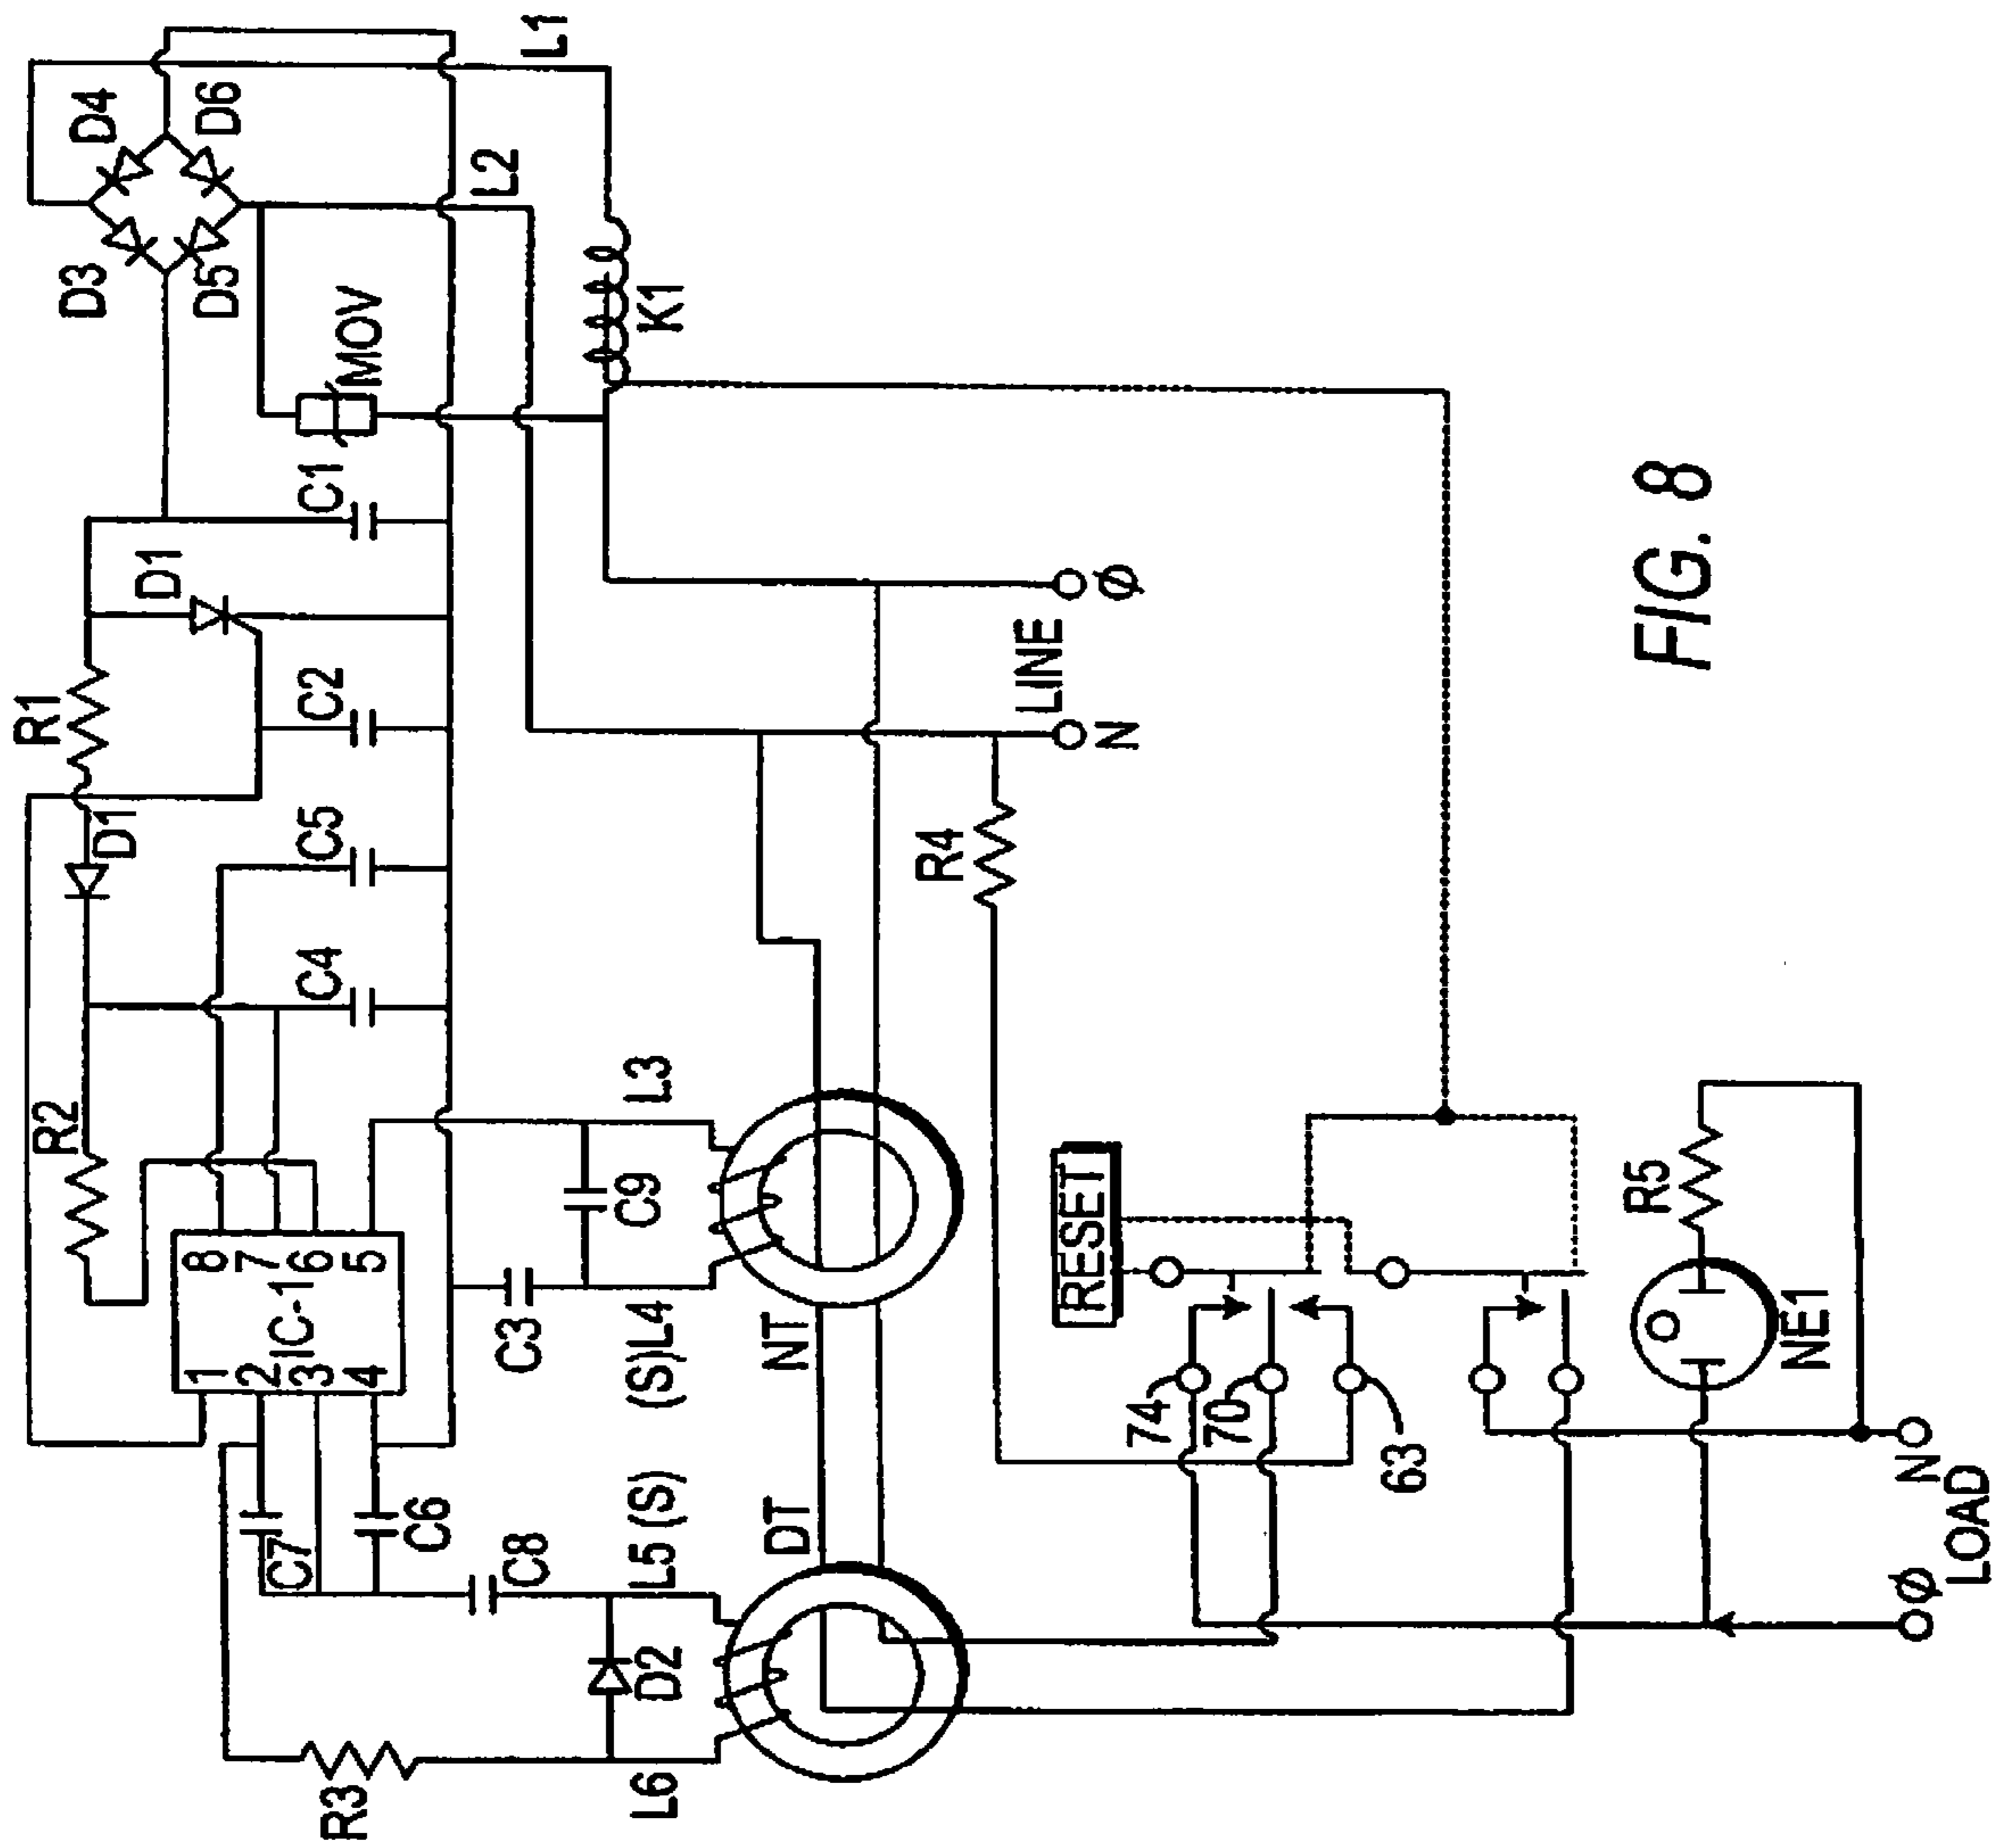 L1
D4
D6
L2
D3
D5
MOV
K1
C1
D1
R1
C2
LINE
Φ
N
D1
C5
R4
C4
R2
L3
8
7
6
5
IC-1
1
2
3
4
C9
C3
(S)L4
NT
RESET
R5
NE1
74
70
63
C7
C6
C8
L5 (S)
DT
D2
R3
L6
N
Φ
LOAD
FIG. 8